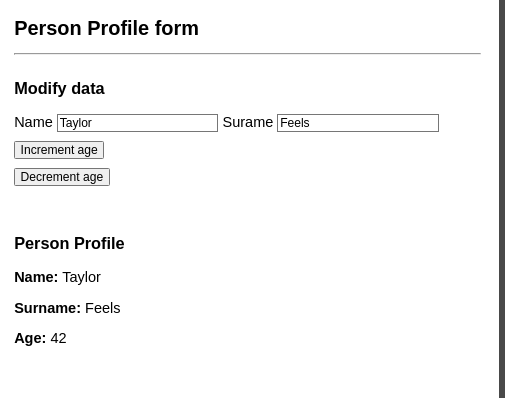 Person Profile form
Modify data
Name Taylor Surame Feels
Increment age
Decrement age
Person Profile
Name: Taylor
Surname: Feels
Age: 42